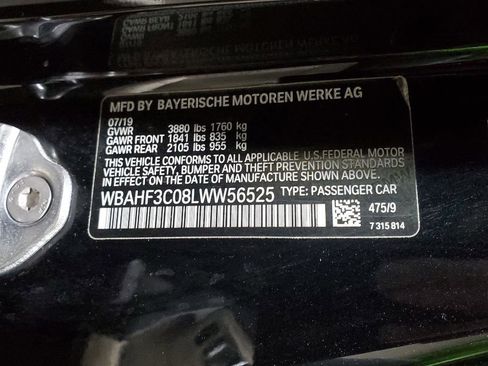 MFD BY BAYERISCHE MOTOREN WERKE AG
07/19
GVWR 3880 lbs 1760 kg
GAWR FRONT 1841 lbs 835 kg
GAWR REAR 2105 lbs 955 kg
THIS VEHICLE CONFORMS TO ALL APPLICABLE U.S.FEDERAL MOTOR
VEHICLE SAFETY, BUMPER AND THEFT PREVENTION STANDARDS
IN EFFECT ON THE DATE OF MANUFACTURE SHOWN ABOVE.
WBAHF3C08LWW56525 TYPE: PASSENGER CAR
475/9
7 315 814